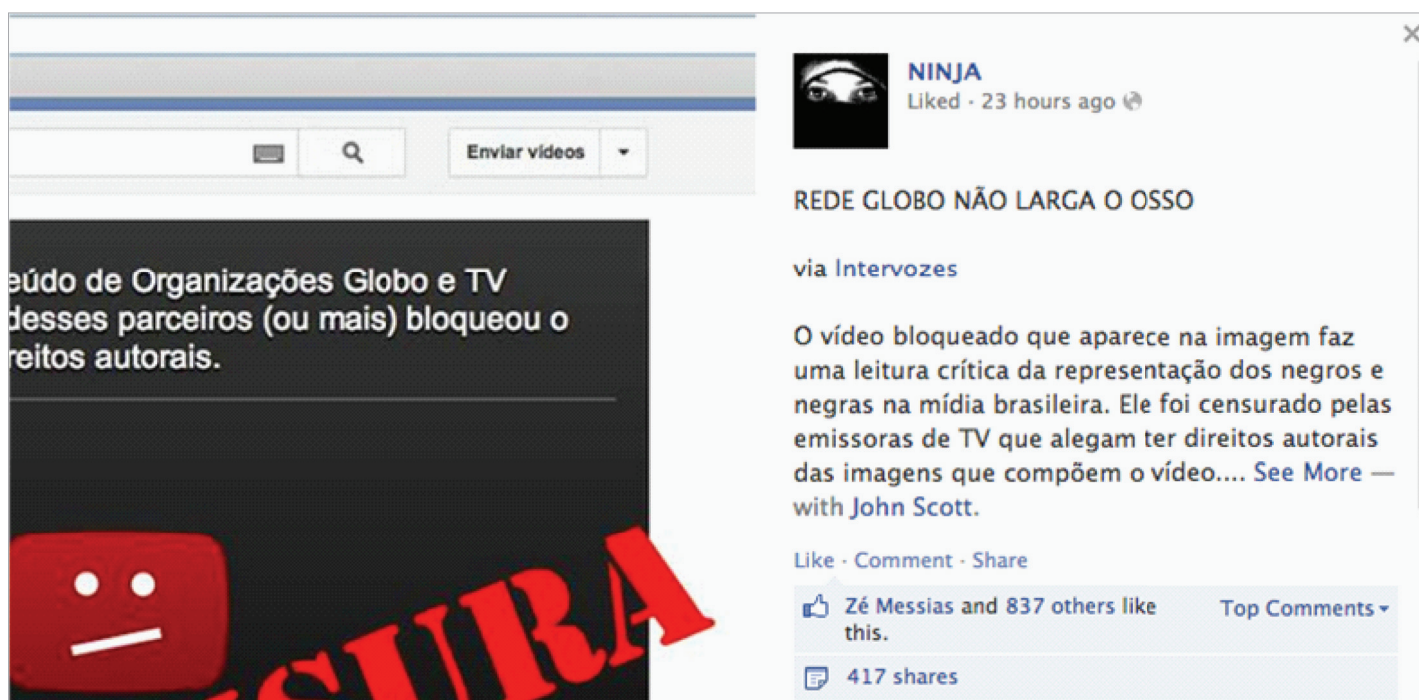 Enviar vídeos
eúdo de Organizações Globo e TV
desses parceiros (ou mais) bloqueou o
reitos autorais.
SURA
NINJA
Liked · 23 hours ago
REDE GLOBO NÃO LARGA O OSSO
via Intervozes
O vídeo bloqueado que aparece na imagem faz
uma leitura crítica da representação dos negros e
negras na mídia brasileira. Ele foi censurado pelas
emissoras de TV que alegam ter direitos autorais
das imagens que compõem o vídeo.... See More —
with John Scott.
Like · Comment · Share
Zé Messias and 837 others like
this.
Top Comments
417 shares